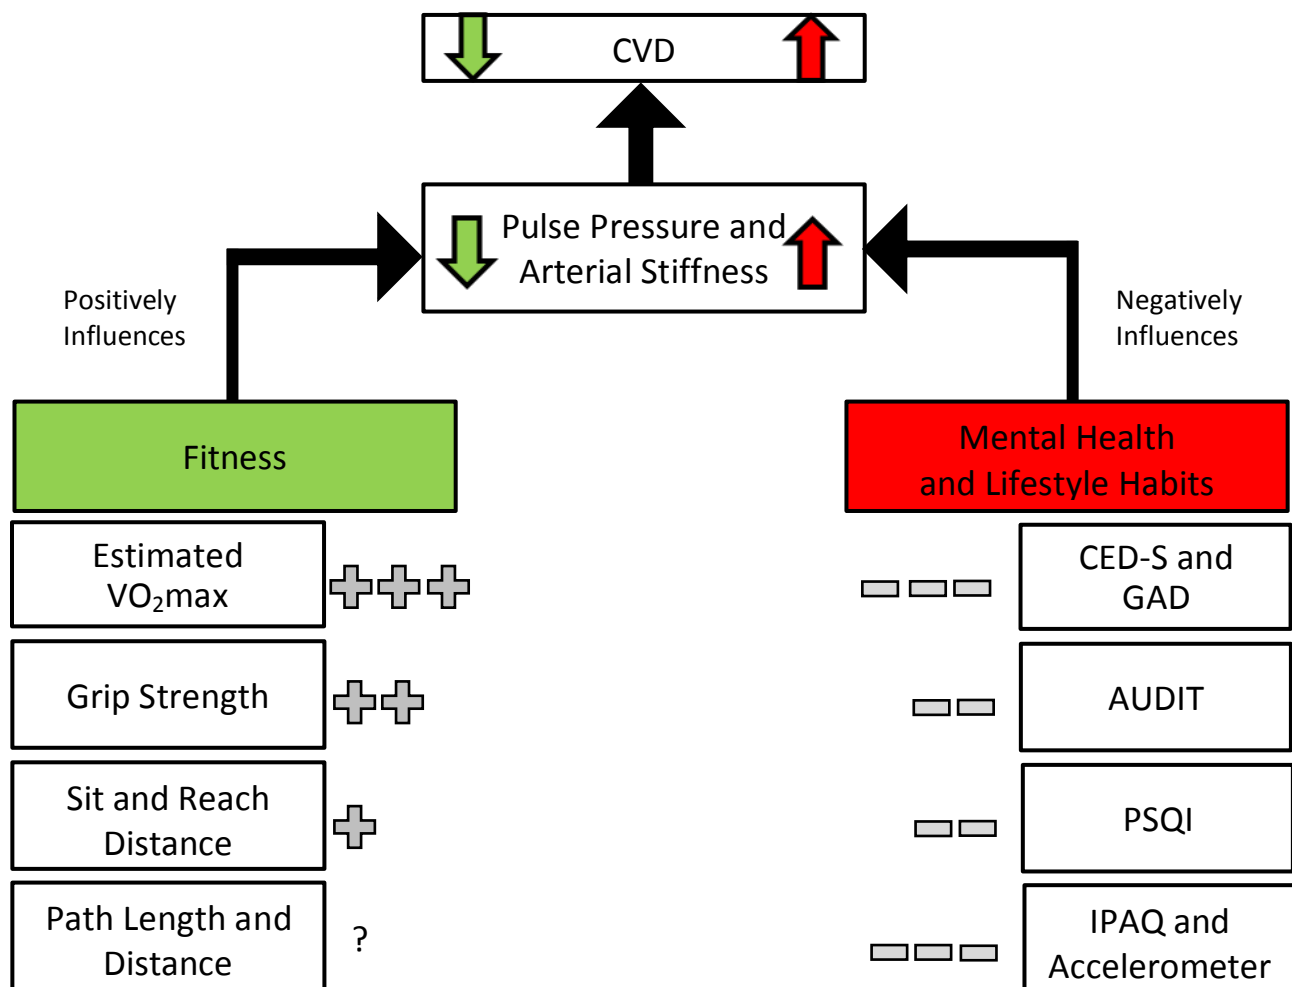 CVD
Pulse Pressure and
Arterial Stiffness
Positively
Influences
Negatively
Influences
Fitness
Mental Health
and Lifestyle Habits
Estimated
VO₂max
CED-S and
GAD
Grip Strength
AUDIT
Sit and Reach
Distance
PSQI
Path Length and
Distance
?
IPAQ and
Accelerometer